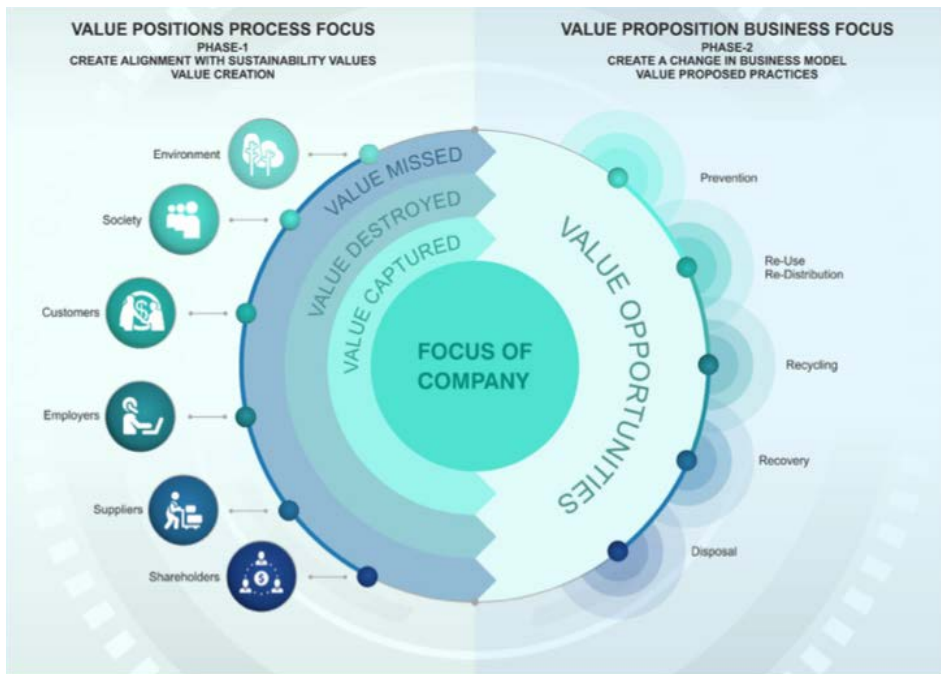 VALUE POSITIONS PROCESS FOCUS
PHASE-1
CREATE ALIGNMENT WITH SUSTAINABILITY VALUES
VALUE CREATION
VALUE PROPOSITION BUSINESS FOCUS
PHASE-2
CREATE A CHANGE IN BUSINESS MODEL
VALUE PROPOSED PRACTICES
Environment
Society
Customers
Employers
Suppliers
Shareholders
VALUE MISSED
VALUE DESTROYED
VALUE CAPTURED
FOCUS OF
COMPANY
VALUE OPPORTUNITIES
Prevention
Re-Use
Re-Distribution
Recycling
Recovery
Disposal